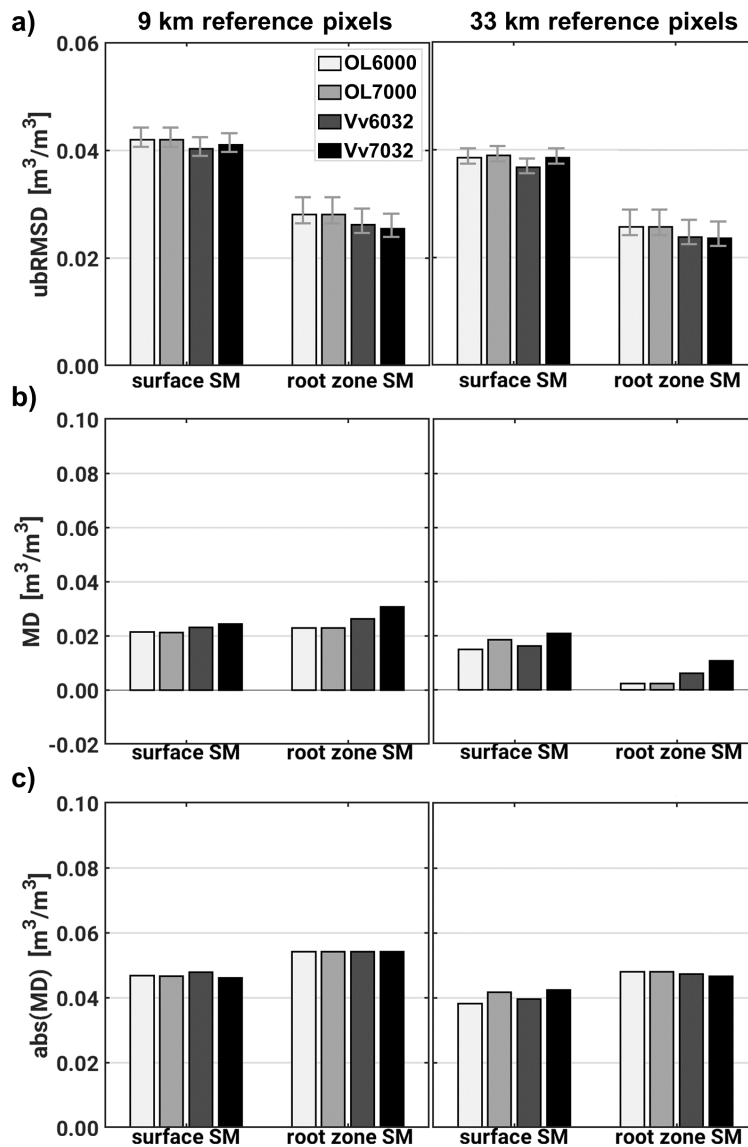 a) 9 km reference pixels 33 km reference pixels
0.06
OL6000
OL7000
Vv6032
Vv7032
ubRMSD [m³/m³]
0.04
0.02
0.00
surface SM root zone SM surface SM root zone SM
b)
0.10
0.08
0.06
MD [m³/m³]
0.04
0.02
0.00
-0.02
surface SM root zone SM surface SM root zone SM
c)
0.10
0.08
abs(MD) [m³/m³]
0.06
0.04
0.02
0.00
surface SM root zone SM surface SM root zone SM